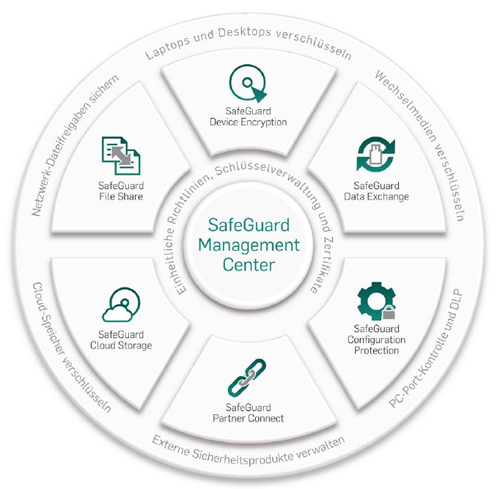 Laptops und Desktops verschlüsseln
SafeGuard
Device Encryption
Wechselmedien verschlüsseln
SafeGuard
Data Exchange
PC-Port-Kontrolle und DLP
SafeGuard
Configuration
Protection
Externe Sicherheitsprodukte verwalten
SafeGuard
Partner Connect
Cloud-Speicher verschlüsseln
SafeGuard
Cloud Storage
Netzwerk-Dateifreigaben sichern
SafeGuard
File Share
Einheitliche Richtlinien, Schlüsselverwaltung und Zertifikate
SafeGuard
Management
Center